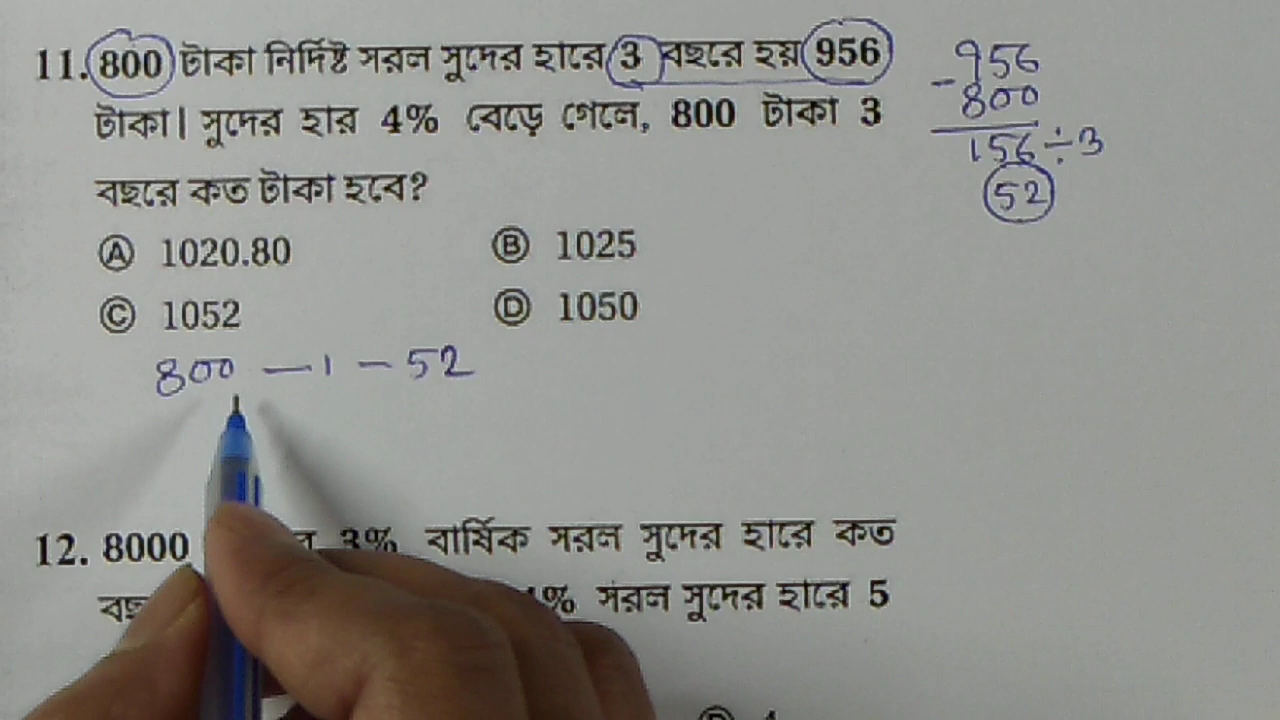 11. 800 টাকা নির্দিষ্ট সরল সুদের হারে 3 বছরে হয় 956
টাকা। সুদের হার 4% বেড়ে গেলে, 800 টাকা 3
বছরে কত টাকা হবে?
Ⓐ 1020.80 Ⓑ 1025
Ⓒ 1052 Ⓓ 1050
956
- 800
156 ÷ 3
52
800 — 1 — 52
12. 8000 3% বার্ষিক সরল সুদের হারে কত
% সরল সুদের হারে 5